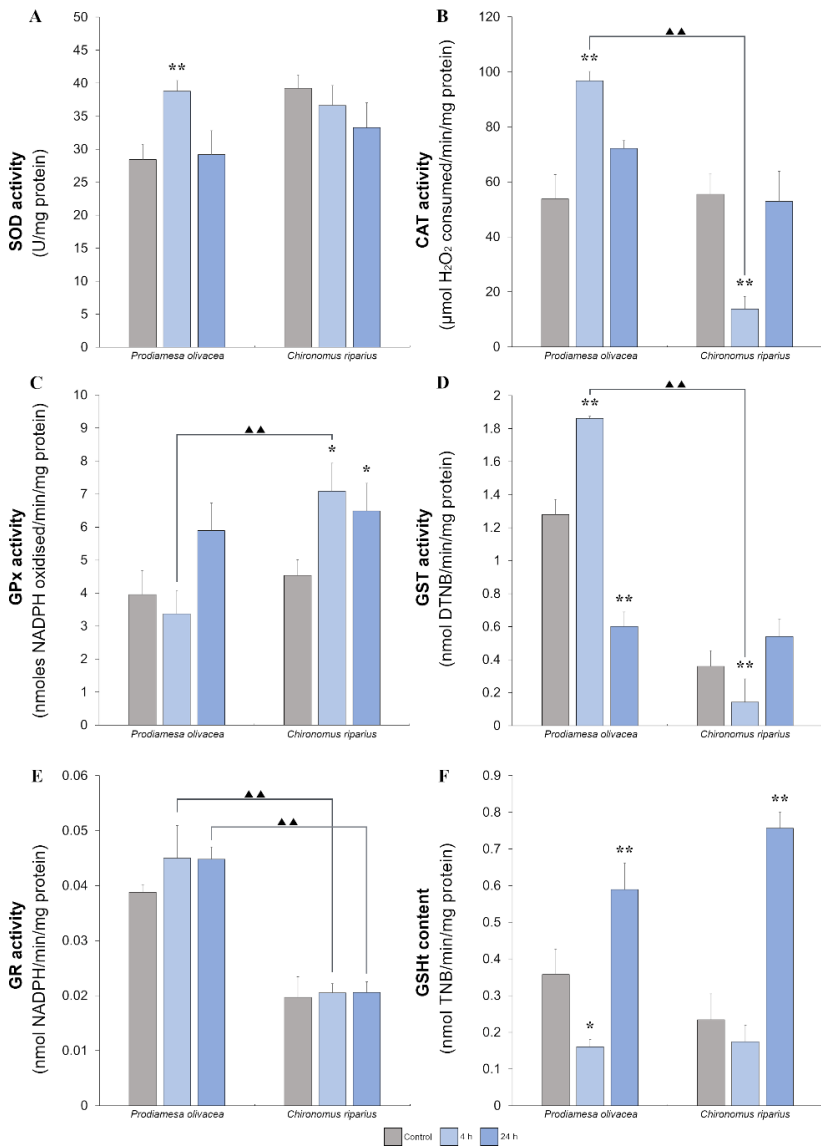 A
SOD activity
(U/mg protein)
50
45
40
35
30
25
20
15
10
5
0
**
Prodiamesa olivacea
Chironomus riparius
B
CAT activity
(µmol H₂O₂ consumed/min/mg protein)
120
100
80
60
40
20
0
▲▲
**
**
Prodiamesa olivacea
Chironomus riparius
C
GPx activity
(nmoles NADPH oxidised/min/mg protein)
10
9
8
7
6
5
4
3
2
1
0
▲▲
*
*
Prodiamesa olivacea
Chironomus riparius
D
GST activity
(nmol DTNB/min/mg protein)
2
1.8
1.6
1.4
1.2
1
0.8
0.6
0.4
0.2
0
▲▲
**
**
**
Prodiamesa olivacea
Chironomus riparius
E
GR activity
(nmol NADPH/min/mg protein)
0.06
0.05
0.04
0.03
0.02
0.01
0
▲▲
▲▲
Prodiamesa olivacea
Chironomus riparius
F
GSHt content
(nmol TNB/min/mg protein)
0.9
0.8
0.7
0.6
0.5
0.4
0.3
0.2
0.1
0
*
**
**
Prodiamesa olivacea
Chironomus riparius
Control 4 h 24 h